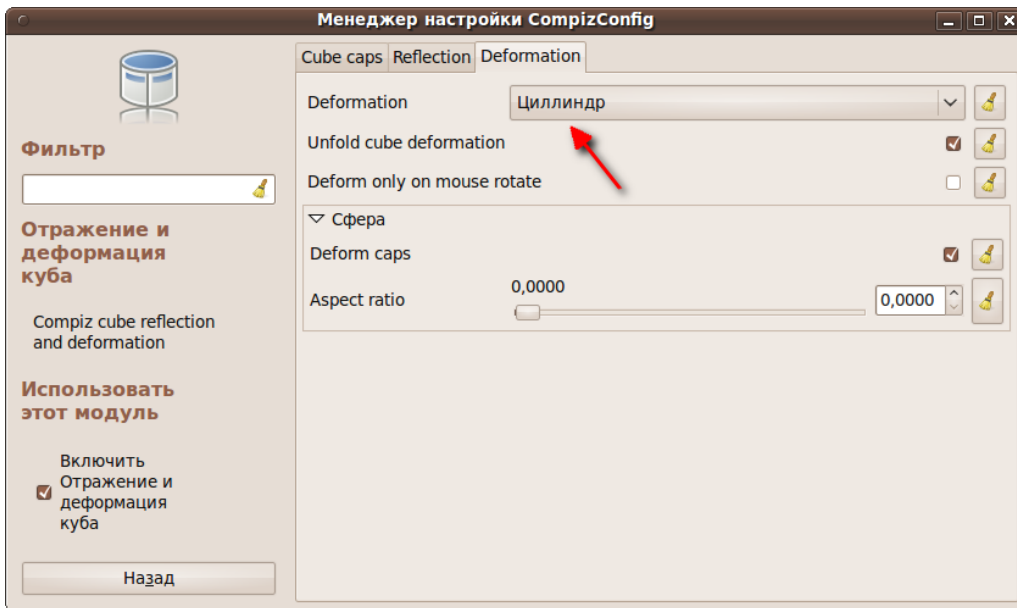 Менеджер настройки CompizConfig
Cube caps Reflection Deformation
Deformation Циллиндр
Unfold cube deformation
Deform only on mouse rotate
Сфера
Deform caps
Aspect ratio 0,0000 0,0000
Фильтр
Отражение и
деформация
куба
Compiz cube reflection
and deformation
Использовать
этот модуль
Включить
Отражение и
деформация
куба
Назад